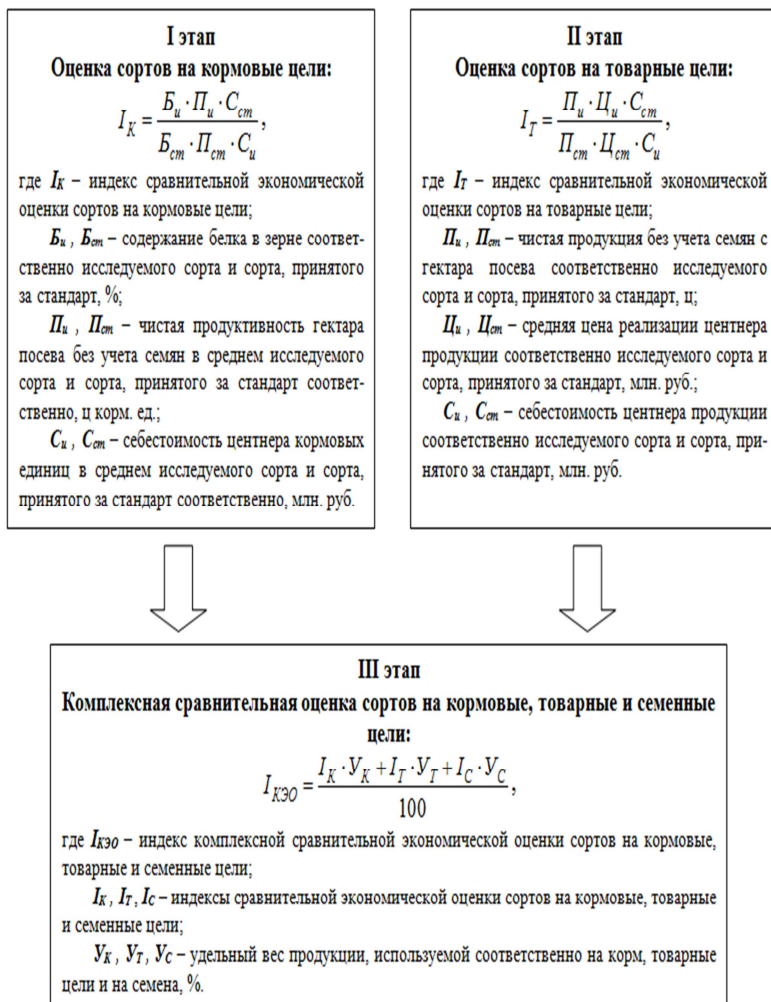 I этап
Оценка сортов на кормовые цели:
I_К = (Б_и · П_и · С_ст) / (Б_ст · П_ст · С_и),
где I_К – индекс сравнительной экономической
оценки сортов на кормовые цели;
Б_и , Б_ст – содержание белка в зерне соответ-
ственно исследуемого сорта и сорта, принятого
за стандарт, %;
П_и , П_ст – чистая продуктивность гектара
посева без учета семян в среднем исследуемого
сорта и сорта, принятого за стандарт соответ-
ственно, ц корм. ед.;
С_и , С_ст – себестоимость центнера кормовых
единиц в среднем исследуемого сорта и сорта,
принятого за стандарт соответственно, млн. руб.
II этап
Оценка сортов на товарные цели:
I_Т = (П_и · Ц_и · С_ст) / (П_ст · Ц_ст · С_и),
где I_Т – индекс сравнительной экономической
оценки сортов на товарные цели;
П_и , П_ст – чистая продукция без учета семян с
гектара посева соответственно исследуемого
сорта и сорта, принятого за стандарт, ц;
Ц_и , Ц_ст – средняя цена реализации центнера
продукции соответственно исследуемого сорта и
сорта, принятого за стандарт, млн. руб.;
С_и , С_ст – себестоимость центнера продукции
соответственно исследуемого сорта и сорта, при-
нятого за стандарт, млн. руб.
III этап
Комплексная сравнительная оценка сортов на кормовые, товарные и семенные
цели:
I_КЭО = (I_К · У_К + I_Т · У_Т + I_С · У_С) / 100,
где I_КЭО – индекс комплексной сравнительной экономической оценки сортов на кормовые,
товарные и семенные цели;
I_К , I_Т , I_С – индексы сравнительной экономической оценки сортов на кормовые, товарные
и семенные цели;
У_К , У_Т , У_С – удельный вес продукции, используемой соответственно на корм, товарные
цели и на семена, %.